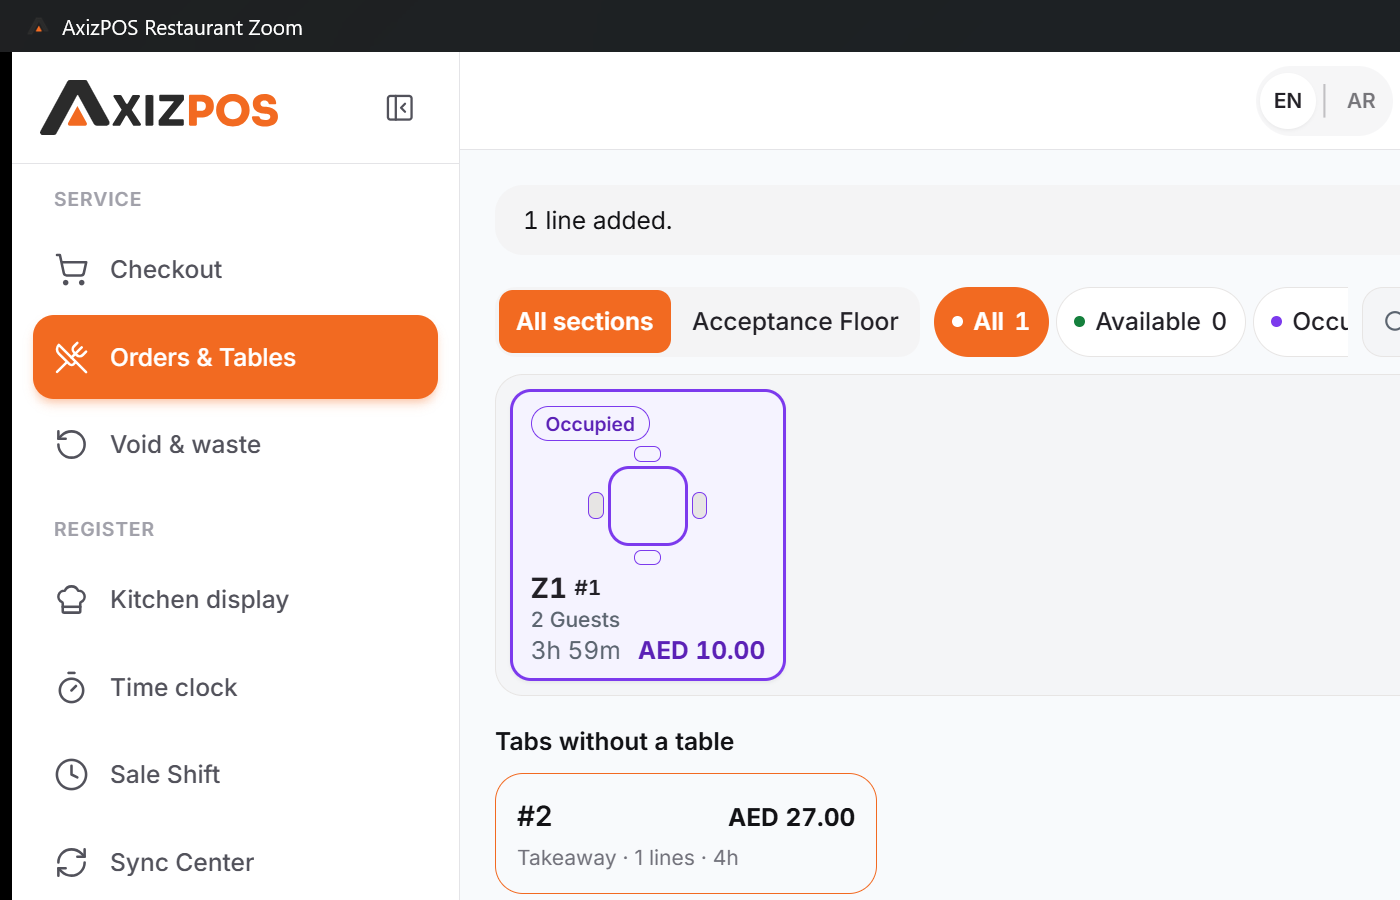 AxizPOS Restaurant Zoom
AXIZPOS
EN
AR
SERVICE
Checkout
Orders & Tables
Void & waste
REGISTER
Kitchen display
Time clock
Sale Shift
Sync Center
1 line added.
All sections
Acceptance Floor
All 1
Available 0
Occu
Occupied
Z1 #1
2 Guests
3h 59m AED 10.00
Tabs without a table
#2 AED 27.00
Takeaway · 1 lines · 4h